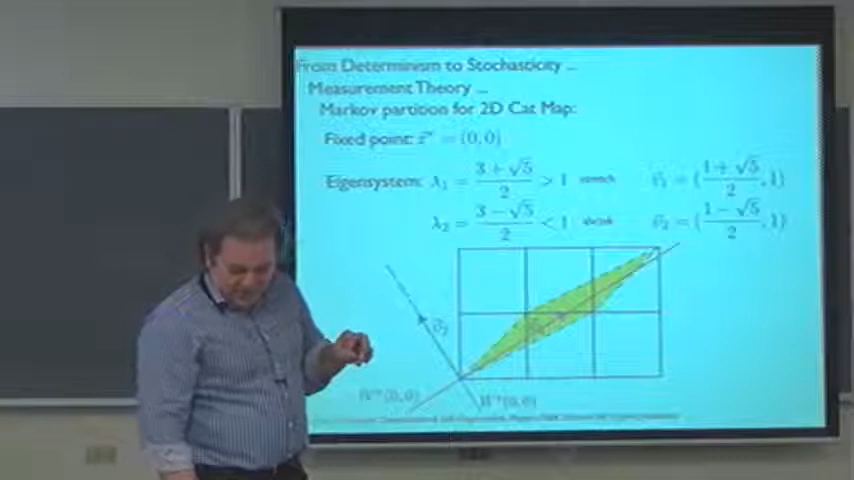 From Determinism to Stochasticity ...
Measurement Theory ...
Markov partition for 2D Cat Map:
Fixed point: x⃗* = (0, 0)
Eigensystem: λ₁ = (3 + √5)/2 > 1 stretch v⃗₁ = ((1 + √5)/2, 1)
λ₂ = (3 − √5)/2 < 1 shrink v⃗₂ = ((1 − √5)/2, 1)
v⃗₂
Wᵘ(0, 0) Wˢ(0, 0)